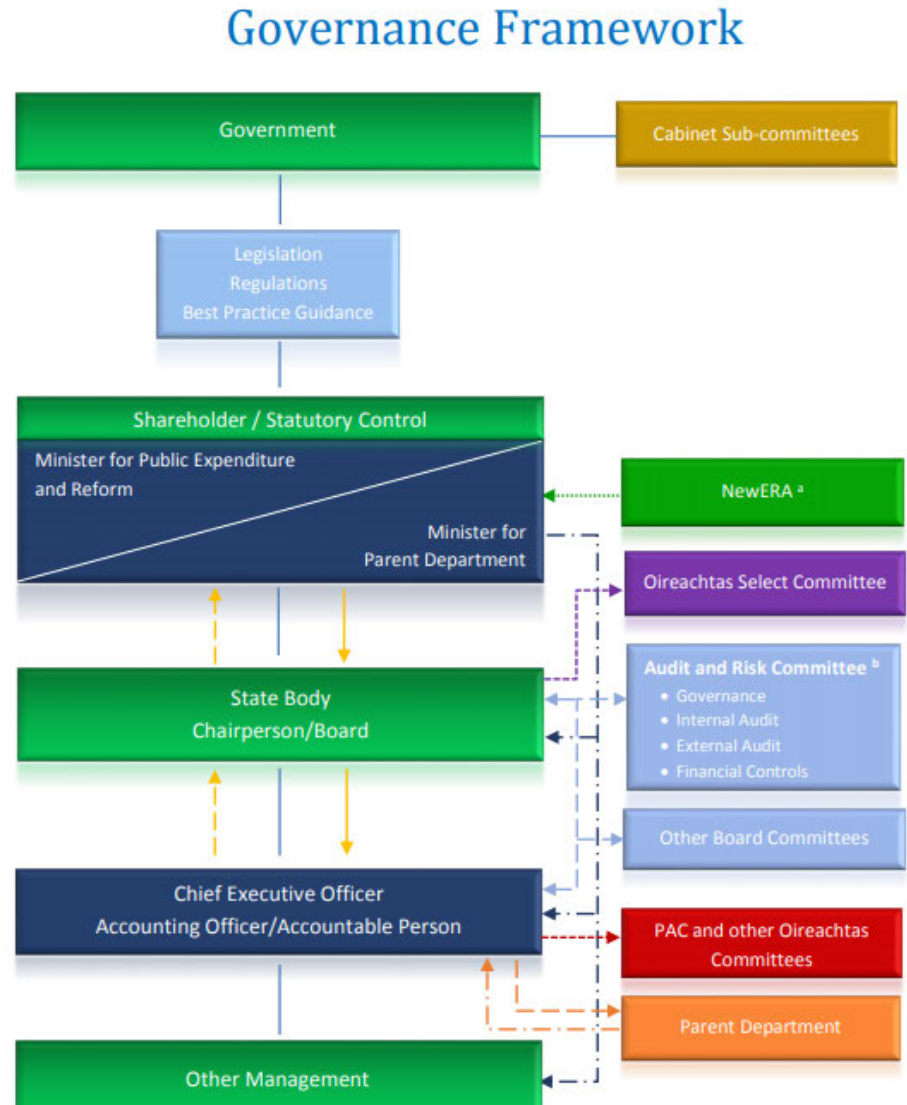 Governance Framework
Government
Cabinet Sub-committees
Legislation
Regulations
Best Practice Guidance
Shareholder / Statutory Control
Minister for Public Expenditure
and Reform
Minister for
Parent Department
NewERA ª
Oireachtas Select Committee
State Body
Chairperson/Board
Audit and Risk Committee ᵇ
• Governance
• Internal Audit
• External Audit
• Financial Controls
Other Board Committees
Chief Executive Officer
Accounting Officer/Accountable Person
PAC and other Oireachtas
Committees
Parent Department
Other Management